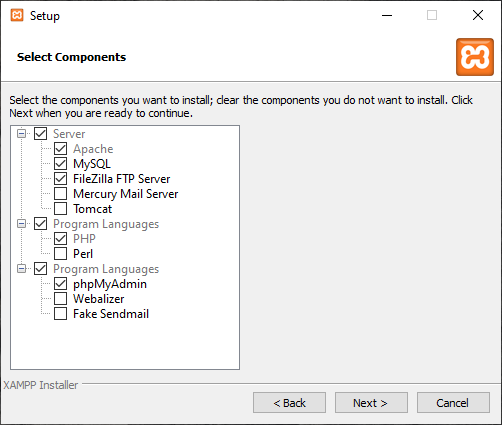 Setup
Select Components
Select the components you want to install; clear the components you do not want to install. Click
Next when you are ready to continue.
Server
Apache
MySQL
FileZilla FTP Server
Mercury Mail Server
Tomcat
Program Languages
PHP
Perl
Program Languages
phpMyAdmin
Webalizer
Fake Sendmail
XAMPP Installer
< Back
Next >
Cancel